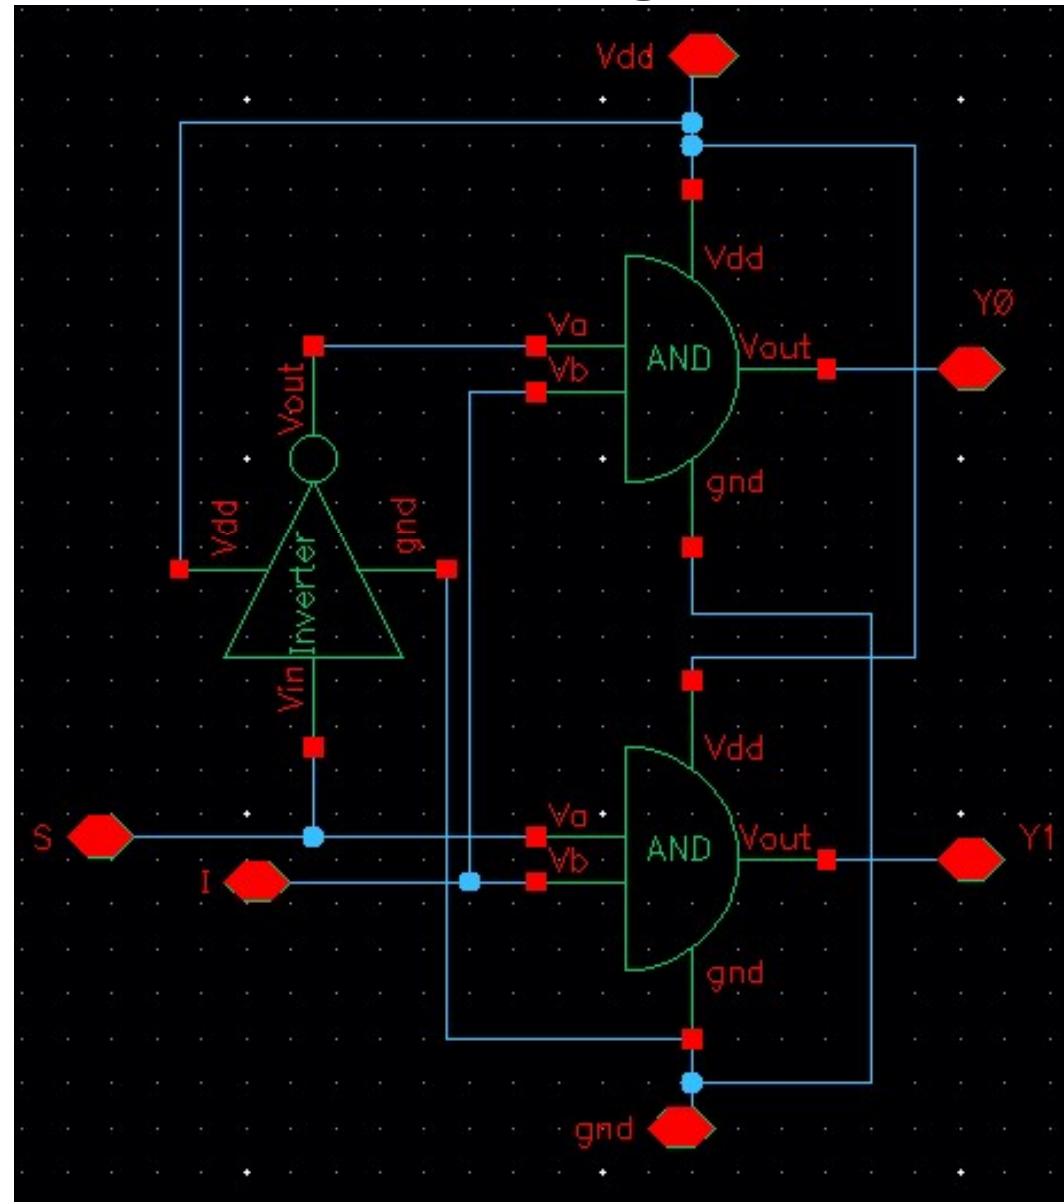 Vdd
Vdd
YØ
Va
Vout
AND
Vb
Vout
gnd
Vdd
gnd
Inverter
Vin
Vdd
Va
Vout
Y1
S
AND
Vb
I
gnd
gnd